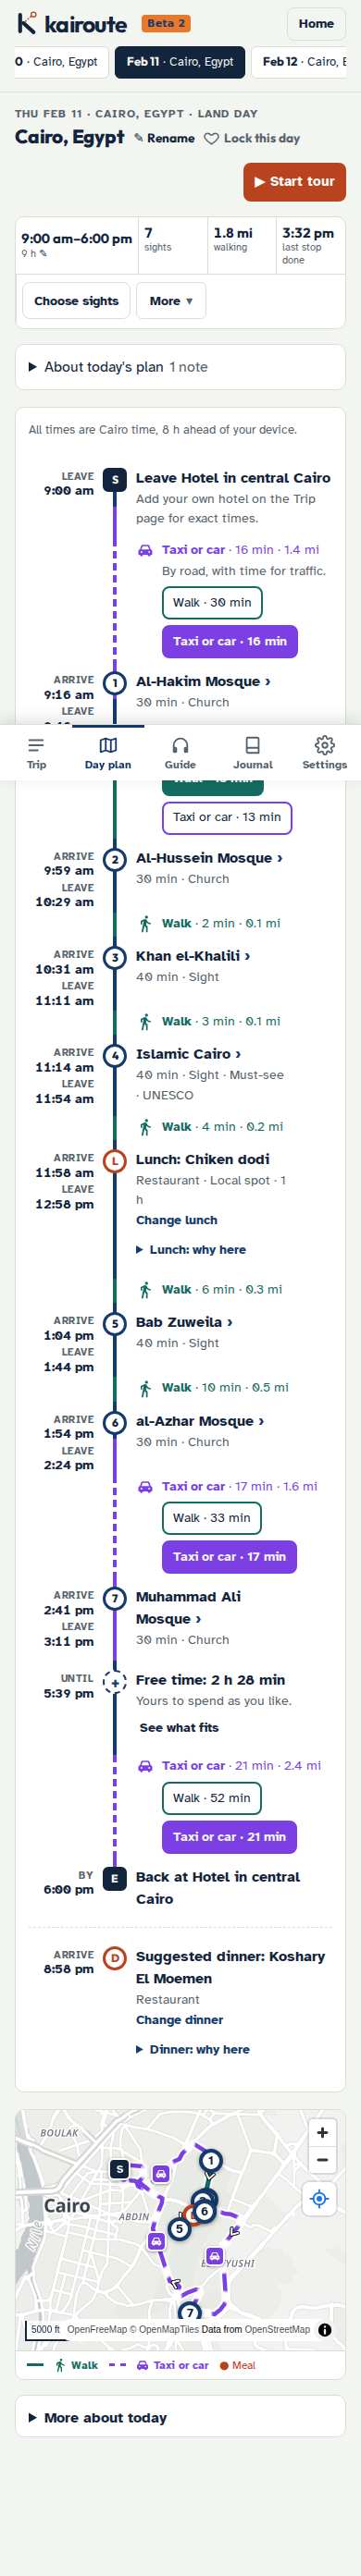 kairoute Beta 2 Home
0 · Cairo, Egypt Feb 11 · Cairo, Egypt Feb 12 · Cairo, E
THU FEB 11 · CAIRO, EGYPT · LAND DAY
Cairo, Egypt ✎ Rename Lock this day
▶ Start tour
9:00 am–6:00 pm 7 1.8 mi 3:32 pm
9 h ✎ sights walking last stop
done
Choose sights More ▾
▶ About today's plan 1 note
All times are Cairo time, 8 h ahead of your device.
LEAVE S Leave Hotel in central Cairo
9:00 am Add your own hotel on the Trip
page for exact times.
Taxi or car · 16 min · 1.4 mi
By road, with time for traffic.
Walk · 30 min
Taxi or car · 16 min
ARRIVE 1 Al-Hakim Mosque ›
9:16 am 30 min · Church
LEAVE
Trip Day plan Guide Journal Settings
Taxi or car · 13 min
ARRIVE 2 Al-Hussein Mosque ›
9:59 am 30 min · Church
LEAVE
10:29 am
Walk · 2 min · 0.1 mi
ARRIVE 3 Khan el-Khalili ›
10:31 am 40 min · Sight
LEAVE
11:11 am
Walk · 3 min · 0.1 mi
ARRIVE 4 Islamic Cairo ›
11:14 am 40 min · Sight · Must-see
LEAVE · UNESCO
11:54 am
Walk · 4 min · 0.2 mi
ARRIVE L Lunch: Chiken dodi
11:58 am Restaurant · Local spot · 1
LEAVE h
12:58 pm
Change lunch
▶ Lunch: why here
Walk · 6 min · 0.3 mi
ARRIVE 5 Bab Zuweila ›
1:04 pm 40 min · Sight
LEAVE
1:44 pm
Walk · 10 min · 0.5 mi
ARRIVE 6 al-Azhar Mosque ›
1:54 pm 30 min · Church
LEAVE
2:24 pm
Taxi or car · 17 min · 1.6 mi
Walk · 33 min
Taxi or car · 17 min
ARRIVE 7 Muhammad Ali
2:41 pm Mosque ›
LEAVE 30 min · Church
3:11 pm
UNTIL + Free time: 2 h 28 min
5:39 pm Yours to spend as you like.
See what fits
Taxi or car · 21 min · 2.4 mi
Walk · 52 min
Taxi or car · 21 min
BY E Back at Hotel in central
6:00 pm Cairo
ARRIVE D Suggested dinner: Koshary
8:58 pm El Moemen
Restaurant
Change dinner
▶ Dinner: why here
BOULAK
S 1
Cairo ABDIN 6
5
7
+
−
5000 ft OpenFreeMap © OpenMapTiles Data from OpenStreetMap
Walk Taxi or car Meal
▶ More about today